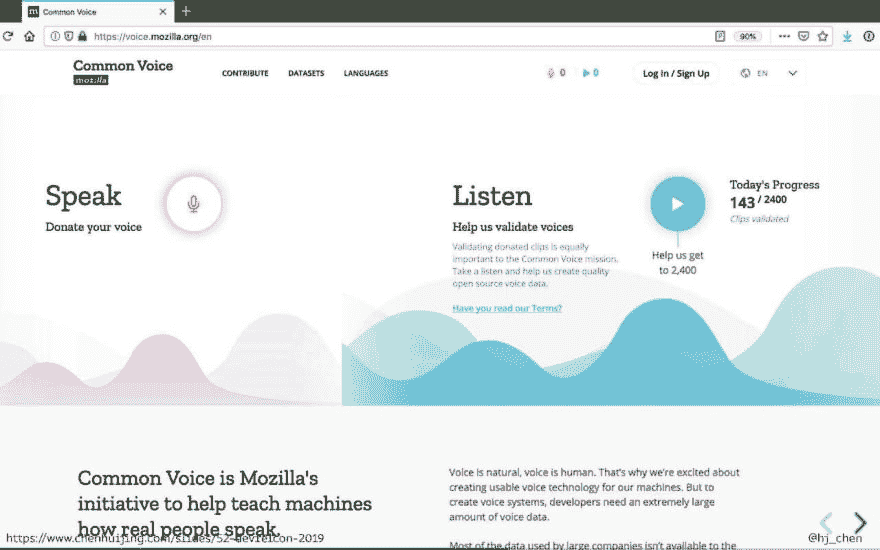 m Common Voice
https://voice.mozilla.org/en
90%
Common Voice
mozilla
CONTRIBUTE DATASETS LANGUAGES
0 0
Log In / Sign Up
EN
Speak
Donate your voice
Listen
Help us validate voices
Validating donated clips is equally
important to the Common Voice mission.
Take a listen and help us create quality
open source voice data.
Have you read our Terms?
Help us get
to 2,400
Today's Progress
143 / 2400
Clips validated
Common Voice is Mozilla's
initiative to help teach machines
how real people speak.
Voice is natural, voice is human. That's why we're excited about
creating usable voice technology for our machines. But to
create voice systems, developers need an extremely large
amount of voice data.
Most of the data used by large companies isn't available to the
https://www.chenhuijing.com/slides/52-devrelcon-2019
@hj_chen